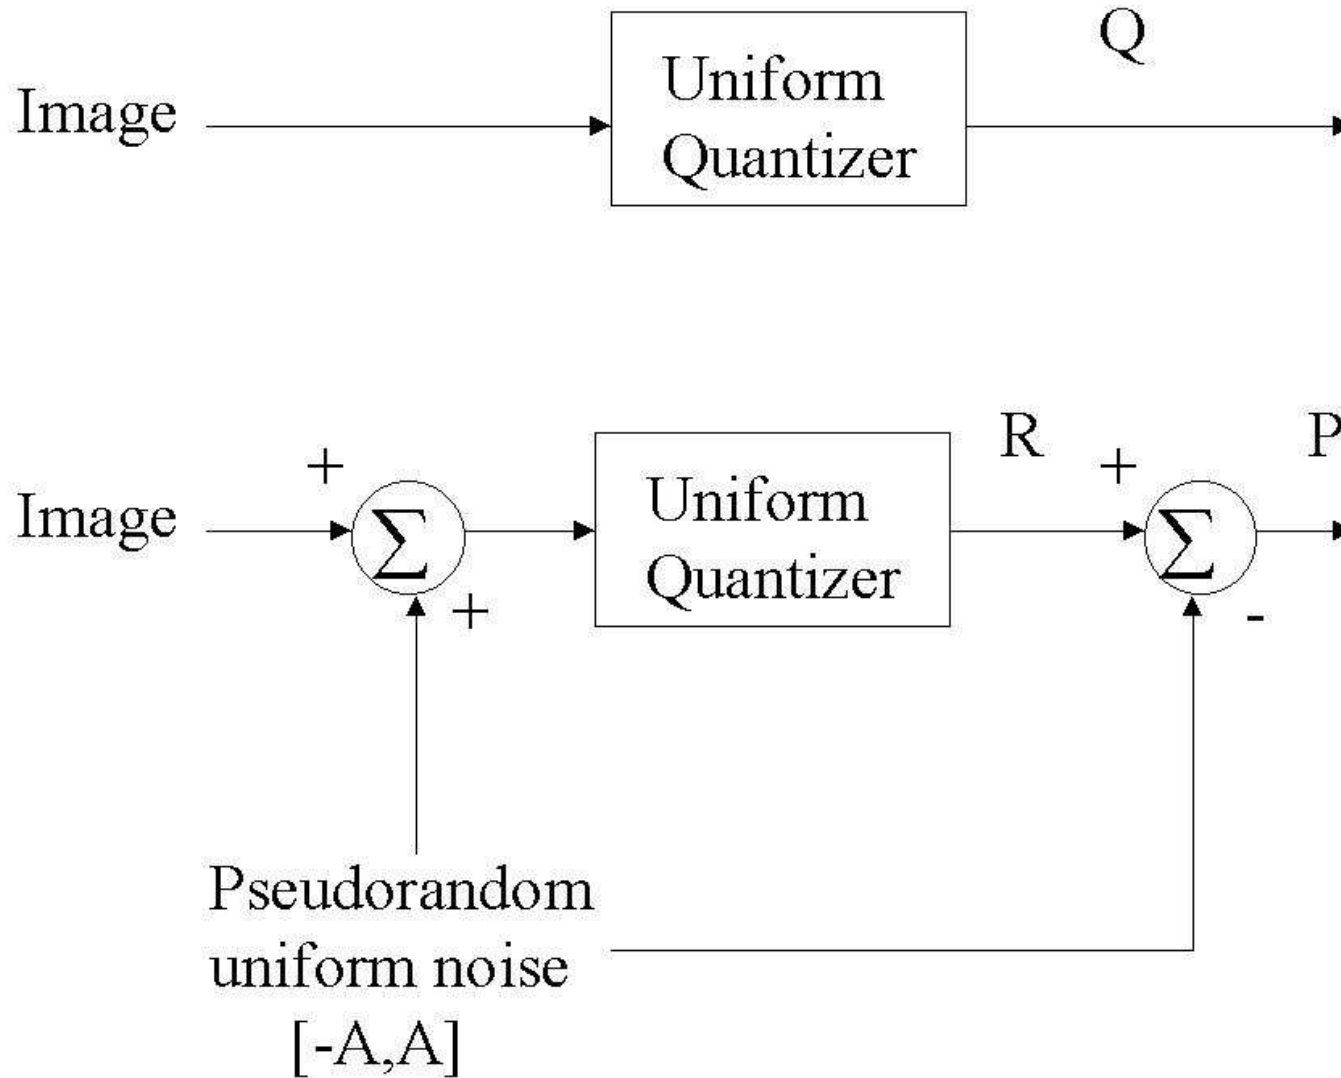 Q
Image
Uniform
Quantizer
R
P
+
+
Image
Σ
Uniform
Quantizer
Σ
+
-
Pseudorandom
uniform noise
[-A,A]